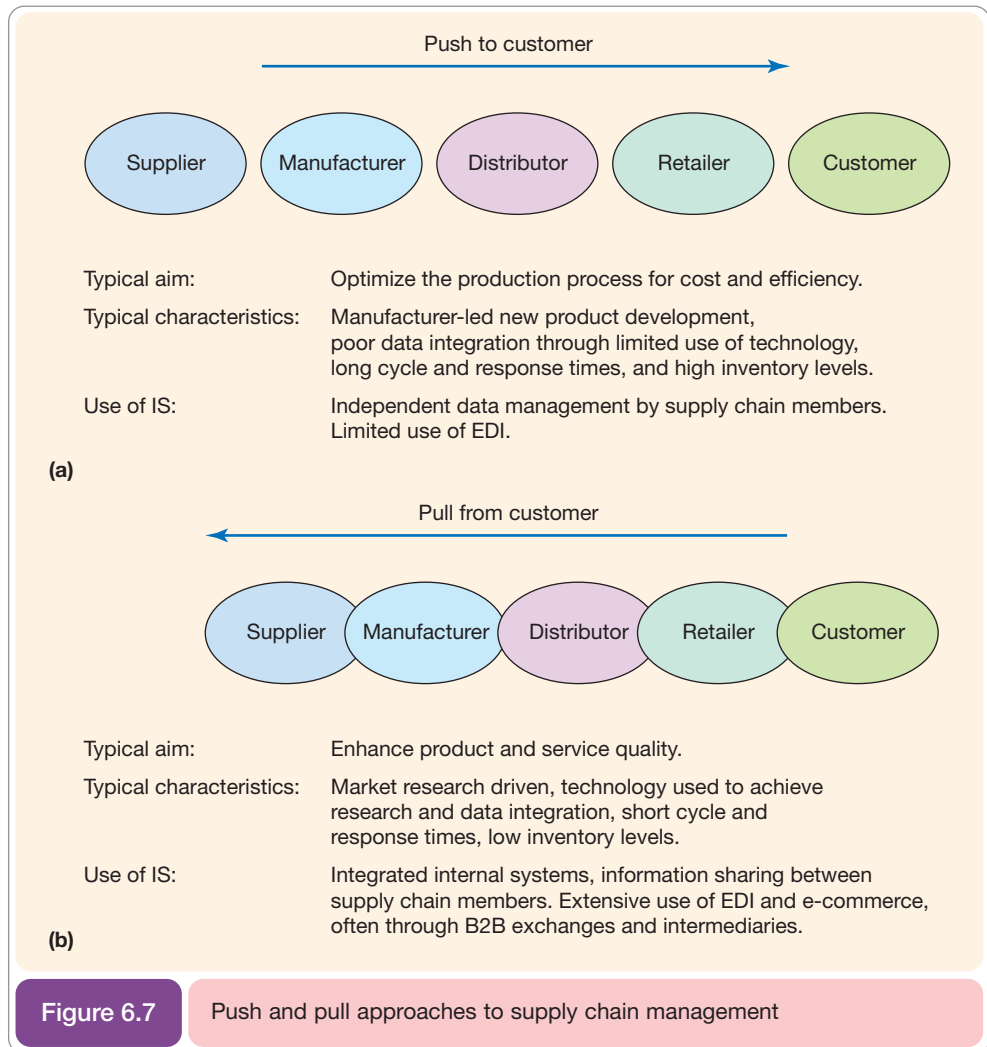 Push to customer
Supplier Manufacturer Distributor Retailer Customer
Typical aim: Optimize the production process for cost and efficiency.
Typical characteristics: Manufacturer-led new product development,
poor data integration through limited use of technology,
long cycle and response times, and high inventory levels.
Use of IS: Independent data management by supply chain members.
Limited use of EDI.
(a)
Pull from customer
Supplier Manufacturer Distributor Retailer Customer
Typical aim: Enhance product and service quality.
Typical characteristics: Market research driven, technology used to achieve
research and data integration, short cycle and
response times, low inventory levels.
Use of IS: Integrated internal systems, information sharing between
supply chain members. Extensive use of EDI and e-commerce,
often through B2B exchanges and intermediaries.
(b)
Figure 6.7 Push and pull approaches to supply chain management